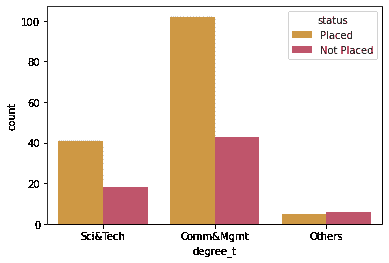 status
Placed
Not Placed
100
80
60
40
20
0
count
Sci&Tech Comm&Mgmt Others
degree_t